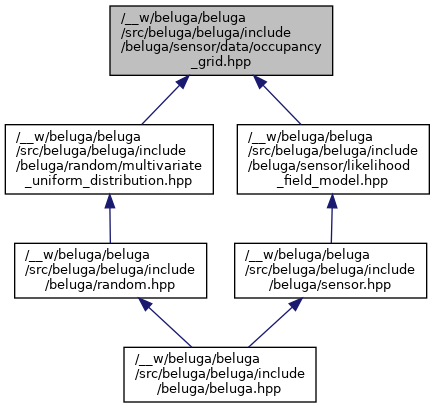 /__w/beluga/beluga
/src/beluga/beluga/include
/beluga/sensor/data/occupancy
_grid.hpp
/__w/beluga/beluga
/src/beluga/beluga/include
/beluga/random/multivariate
_uniform_distribution.hpp
/__w/beluga/beluga
/src/beluga/beluga/include
/beluga/sensor/likelihood
_field_model.hpp
/__w/beluga/beluga
/src/beluga/beluga/include
/beluga/random.hpp
/__w/beluga/beluga
/src/beluga/beluga/include
/beluga/sensor.hpp
/__w/beluga/beluga
/src/beluga/beluga/include
/beluga/beluga.hpp